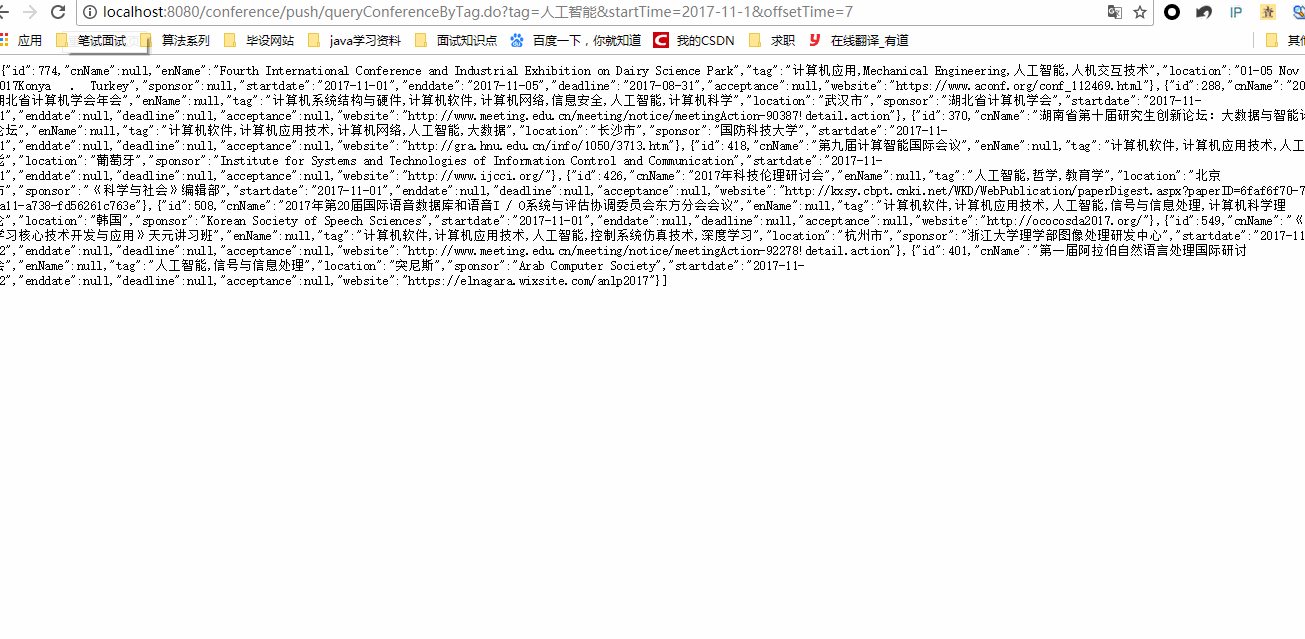 localhost:8080/conference/push/queryConferenceByTag.do?tag=人工智能&startTime=2017-11-1&offsetTime=7
IP
应用 笔试面试 算法系列 毕设网站 java学习资料 面试知识点 百度一下，你就知道 我的CSDN 求职 在线翻译_有道
{"id":774,"cnName":null,"enName":"Fourth International Conference and Industrial Exhibition on Dairy Science Park","tag":"计算机应用,Mechanical Engineering,人工智能,人机交互技术","location":"01-05 Nov
017Konya . Turkey","sponsor":null,"startdate":"2017-11-01","enddate":"2017-11-05","deadline":"2017-08-31","acceptance":null,"website":"https://www.aconf.org/conf_112469.html"},{"id":288,"cnName":"20
湖北省计算机学会年会","enName":null,"tag":"计算机系统结构与硬件,计算机软件,计算机网络,信息安全,人工智能,计算机科学","location":"武汉市","sponsor":"湖北省计算机学会","startdate":"2017-11-
1","enddate":null,"deadline":null,"acceptance":null,"website":"http://www.meeting.edu.cn/meeting/notice/meetingAction-90387!detail.action"},{"id":370,"cnName":"湖南省第十届研究生创新论坛：大数据与智能计
论坛","enName":null,"tag":"计算机软件,计算机应用技术,计算机网络,人工智能,大数据","location":"长沙市","sponsor":"国防科技大学","startdate":"2017-11-
1","enddate":null,"deadline":null,"acceptance":null,"website":"http://gra.hnu.edu.cn/info/1050/3713.htm"},{"id":418,"cnName":"第九届计算智能国际会议","enName":null,"tag":"计算机软件,计算机应用技术,人工
","location":"葡萄牙","sponsor":"Institute for Systems and Technologies of Information Control and Communication","startdate":"2017-11-
1","enddate":null,"deadline":null,"acceptance":null,"website":"http://www.ijcci.org/"},{"id":426,"cnName":"2017年科技伦理研讨会","enName":null,"tag":"人工智能,哲学,教育学","location":"北京
","sponsor":"《科学与社会》编辑部","startdate":"2017-11-01","enddate":null,"deadline":null,"acceptance":null,"website":"http://kxsy.cbpt.cnki.net/WKD/WebPublication/paperDigest.aspx?paperID=6faf6f70-7
a11-a738-fd56261c763e"},{"id":508,"cnName":"2017年第20届国际语音数据库和语音I / O系统与评估协调委员会东方分会会议","enName":null,"tag":"计算机软件,计算机应用技术,人工智能,信号与信息处理,计算机科学理
论","location":"韩国","sponsor":"Korean Society of Speech Sciences","startdate":"2017-11-01","enddate":null,"deadline":null,"acceptance":null,"website":"http://ococosda2017.org/"},{"id":549,"cnName":"《
学习核心技术开发与应用》天元讲习班","enName":null,"tag":"计算机软件,计算机应用技术,人工智能,控制系统仿真技术,深度学习","location":"杭州市","sponsor":"浙江大学理学部图像处理研发中心","startdate":"2017-11
2","enddate":null,"deadline":null,"acceptance":null,"website":"http://www.meeting.edu.cn/meeting/notice/meetingAction-92278!detail.action"},{"id":401,"cnName":"第一届阿拉伯自然语言处理国际研讨
会","enName":null,"tag":"人工智能,信号与信息处理","location":"突尼斯","sponsor":"Arab Computer Society","startdate":"2017-11-
2","enddate":null,"deadline":null,"acceptance":null,"website":"https://elnagara.wixsite.com/anlp2017"}]